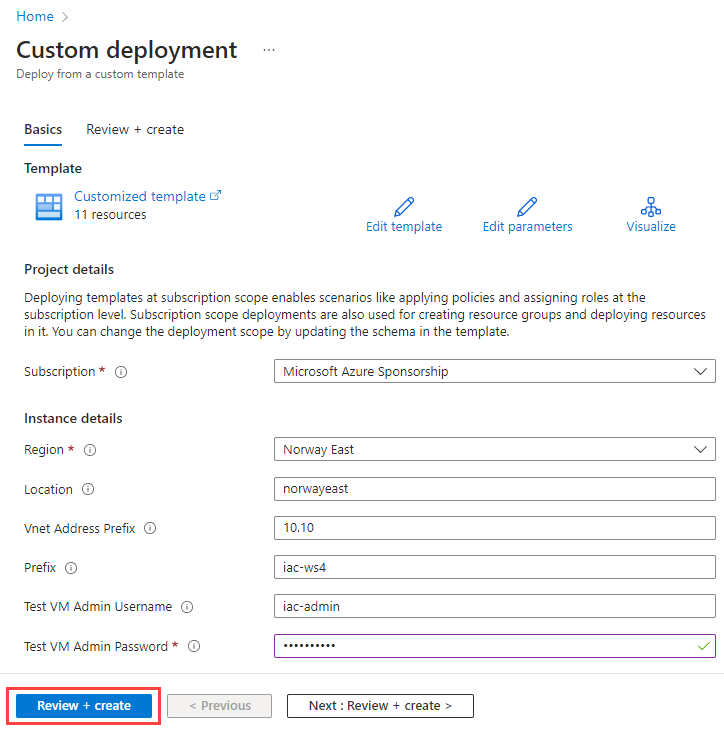 Home
Custom deployment ...
Deploy from a custom template
Basics Review + create
Template
Customized template
11 resources
Edit template Edit parameters Visualize
Project details
Deploying templates at subscription scope enables scenarios like applying policies and assigning roles at the
subscription level. Subscription scope deployments are also used for creating resource groups and deploying resources
in it. You can change the deployment scope by updating the schema in the template.
Subscription * Microsoft Azure Sponsorship
Instance details
Region * Norway East
Location norwayeast
Vnet Address Prefix 10.10
Prefix iac-ws4
Test VM Admin Username iac-admin
Test VM Admin Password * ••••••••••
Review + create < Previous Next : Review + create >